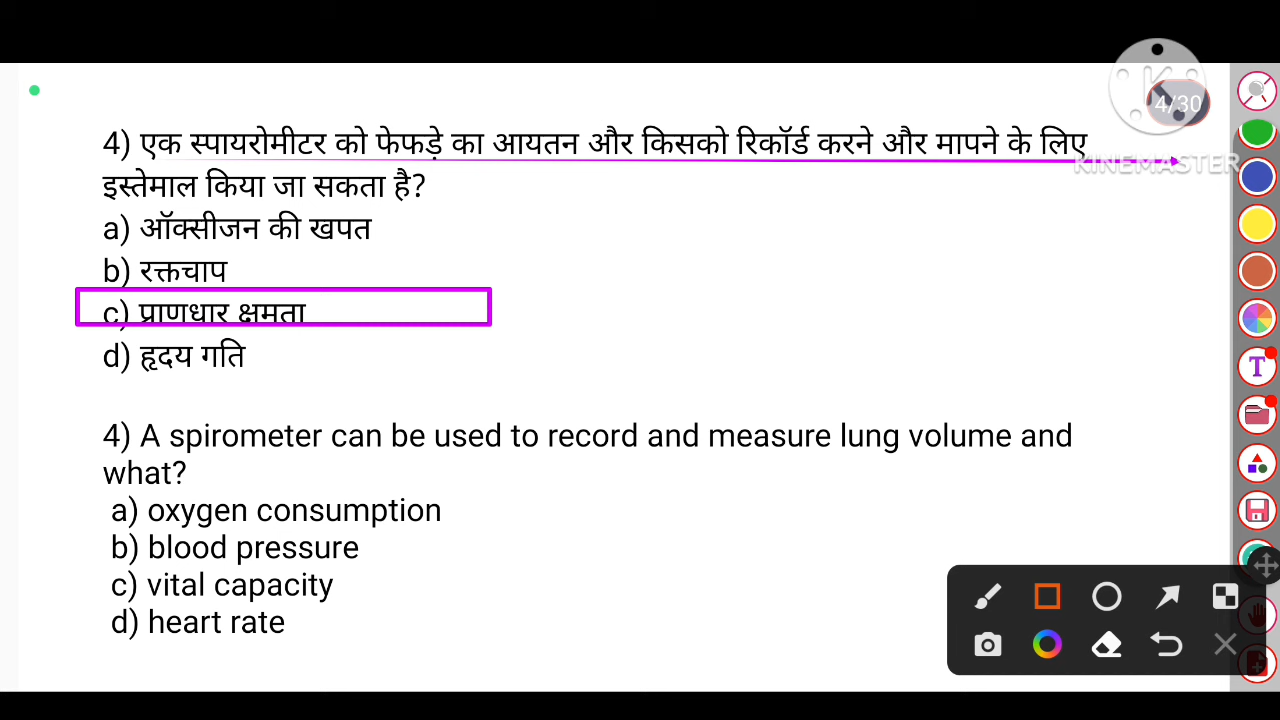 4/30
KINEMASTER
4) एक स्पायरोमीटर को फेफड़े का आयतन और किसको रिकॉर्ड करने और मापने के लिए
इस्तेमाल किया जा सकता है?
a) ऑक्सीजन की खपत
b) रक्तचाप
c) प्राणधार क्षमता
d) हृदय गति
4) A spirometer can be used to record and measure lung volume and
what?
a) oxygen consumption
b) blood pressure
c) vital capacity
d) heart rate
T